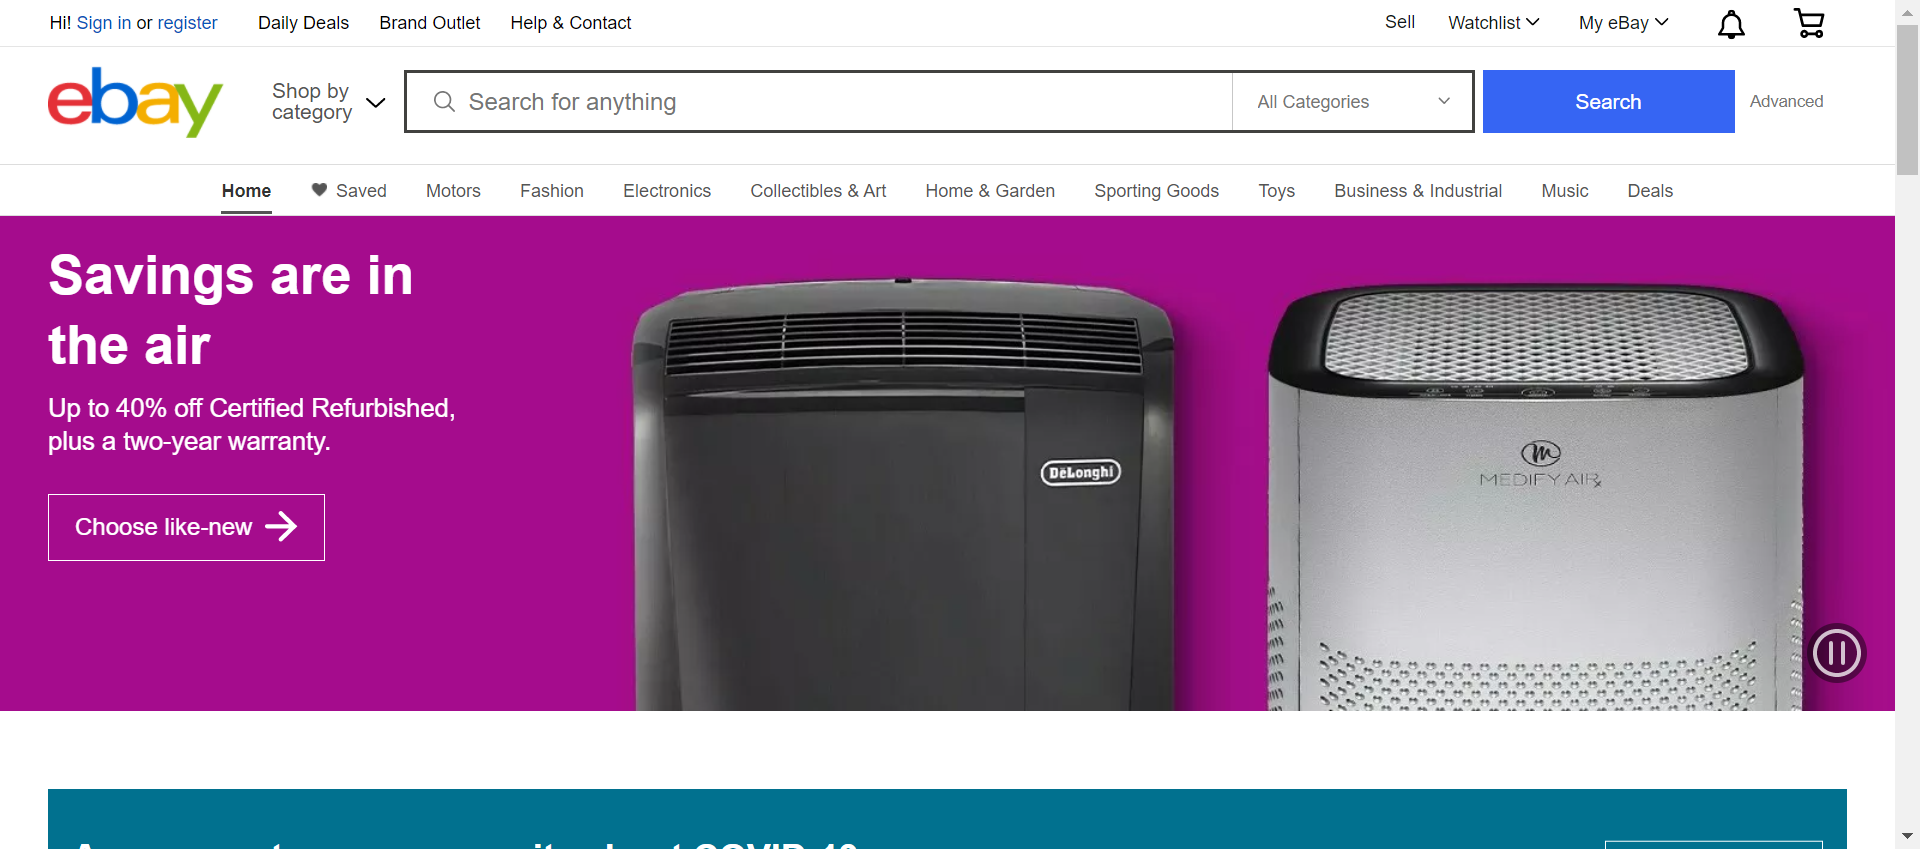 Hi! Sign in or register Daily Deals Brand Outlet Help & Contact Sell Watchlist My eBay
ebay
Shop by
category
Search for anything All Categories Search Advanced
Home Saved Motors Fashion Electronics Collectibles & Art Home & Garden Sporting Goods Toys Business & Industrial Music Deals
Savings are in
the air
Up to 40% off Certified Refurbished,
plus a two-year warranty.
Choose like-new
DeLonghi
MEDIFY AIR